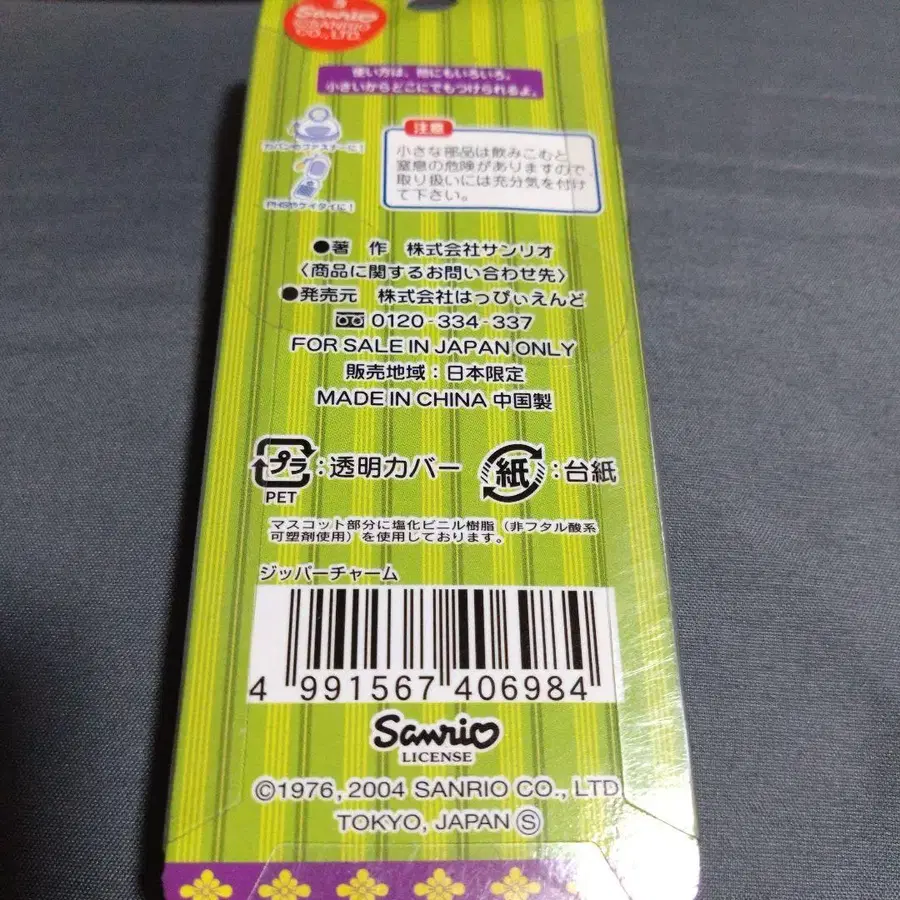 Sanrio
©SANRIO
CO., LTD.
使い方は、他にもいろいろ。
小さいからどこにでもつけられるよ。
カバンやファスナーに!
PHSやケイタイに!
注意
小さな部品は飲みこむと
窒息の危険がありますので
取り扱いには充分気を付け
て下さい。
●著 作 株式会社サンリオ
〈商品に関するお問い合わせ先〉
●発売元 株式会社はっぴぃえんど
0120-334-337
FOR SALE IN JAPAN ONLY
販売地域:日本限定
MADE IN CHINA 中国製
プラ:透明カバー 紙:台紙
PET
マスコット部分に塩化ビニル樹脂(非フタル酸系
可塑剤使用)を使用しております。
ジッパーチャーム
4 991567 406984
Sanrio
LICENSE
©1976, 2004 SANRIO CO., LTD
TOKYO, JAPAN Ⓢ